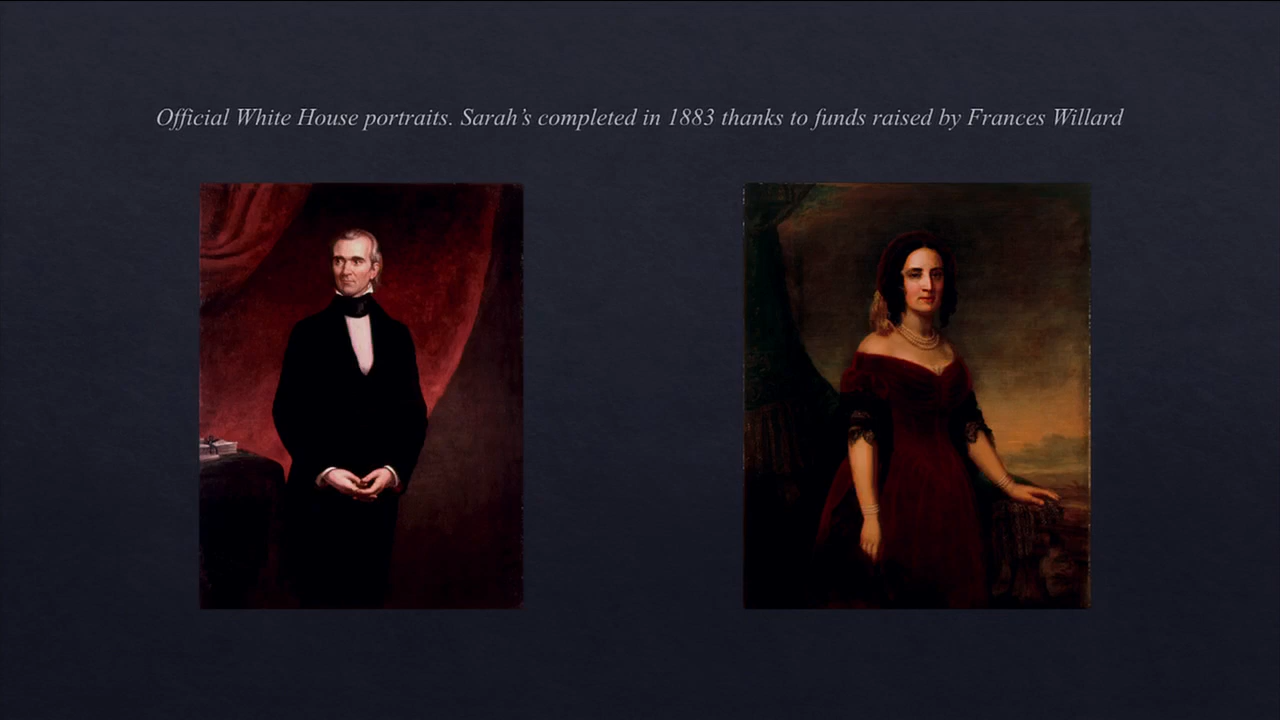 Official White House portraits. Sarah’s completed in 1883 thanks to funds raised by Frances Willard